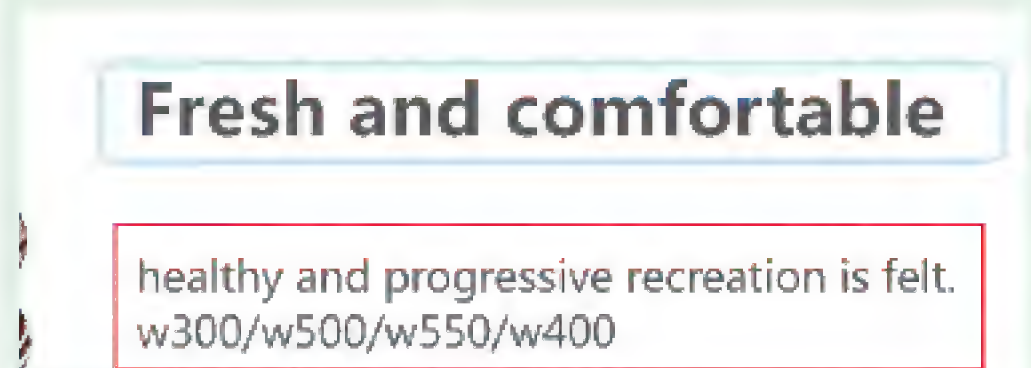 Fresh and comfortable
healthy and progressive recreation is felt.
w300/w500/w550/w400